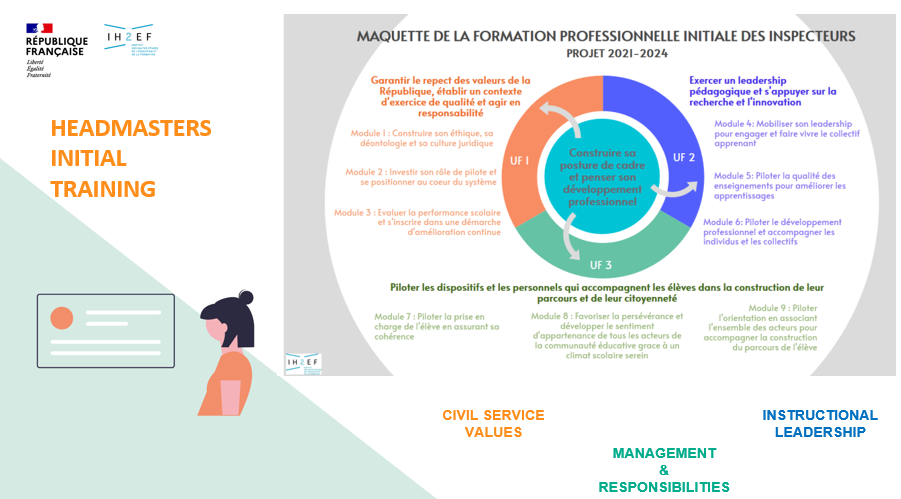 RÉPUBLIQUE
FRANÇAISE
Liberté
Égalité
Fraternité
IH2EF
HEADMASTERS
INITIAL
TRAINING
MAQUETTE DE LA FORMATION PROFESSIONNELLE INITIALE DES INSPECTEURS
PROJET 2021-2024
Garantir le repect des valeurs de la
République, établir un contexte
d'exercice de qualité et agir en
responsabilité
Module 1 : Construire son éthique, sa
déontologie et sa culture juridique
Module 2 : Investir son rôle de pilote et
se positionner au coeur du système
Module 3 : Evaluer la performance scolaire
et s'inscrire dans une démarche
d'amélioration continue
UF 1
Construire sa
posture de cadre
et penser son
développement
professionnel
UF 2
UF 3
Exercer un leadership
pédagogique et s'appuyer sur la
recherche et l'innovation
Module 4: Mobiliser son leadership
pour engager et faire vivre le collectif
apprenant
Module 5: Piloter la qualité des
enseignements pour améliorer les
apprentissages
Module 6: Piloter le développement
professionnel et accompagner les
individus et les collectifs
Piloter les dispositifs et les personnels qui accompagnent les élèves dans la construction de leur
parcours et de leur citoyenneté
Module 7 : Piloter la prise en
charge de l'élève en assurant sa
cohérence
Module 8 : Favoriser la persévérance et
développer le sentiment
d'appartenance de tous les acteurs de
la communauté éducative grace à un
climat scolaire serein
Module 9 : Piloter
l'orientation en associant
l'ensemble des acteurs pour
accompagner la construction
du parcours de l'élève
IH2EF
CIVIL SERVICE
VALUES
MANAGEMENT
&
RESPONSIBILITIES
INSTRUCTIONAL
LEADERSHIP